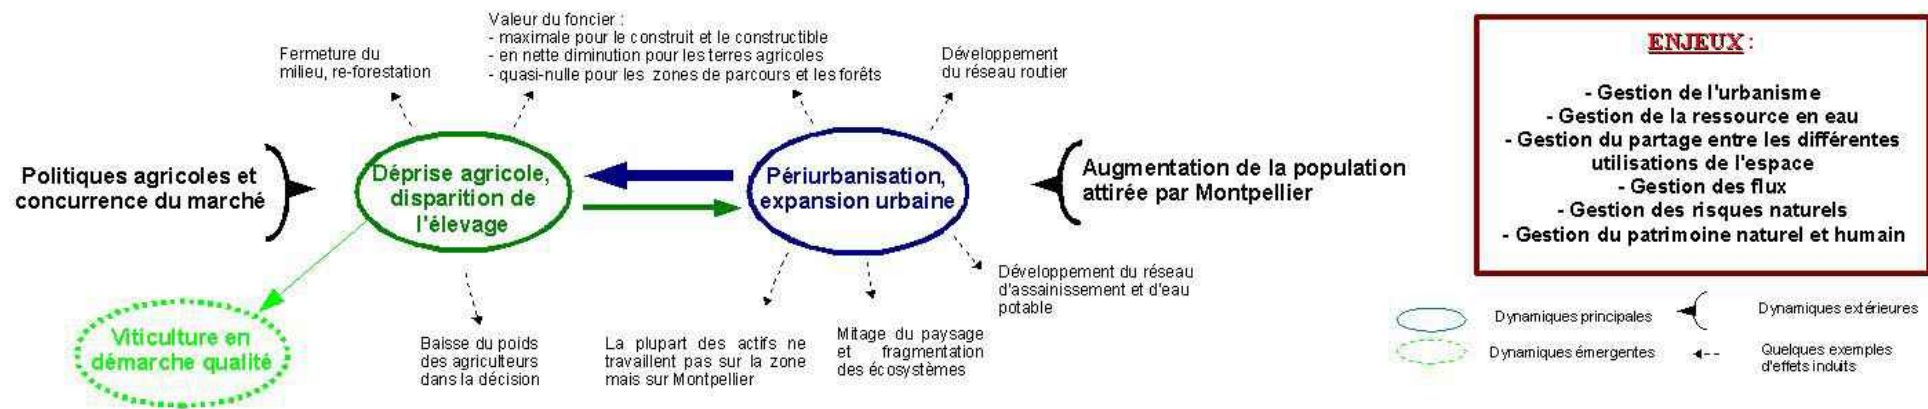 Valeur du foncier :
- maximale pour le construit et le constructible
- en nette diminution pour les terres agricoles
- quasi-nulle pour les zones de parcours et les forêts
Fermeture du
milieu, re-forestation
Développement
du réseau routier
Politiques agricoles et
concurrence du marché
Déprise agricole,
disparition de
l'élevage
Périurbanisation,
expansion urbaine
Augmentation de la population
attirée par Montpellier
Viticulture en
démarche qualité
Baisse du poids
des agriculteurs
dans la décision
La plupart des actifs ne
travaillent pas sur la zone
mais sur Montpellier
Mitage du paysage
et fragmentation
des écosystèmes
Développement du réseau
d'assainissement et d'eau
potable
ENJEUX :
- Gestion de l'urbanisme
- Gestion de la ressource en eau
- Gestion du partage entre les différentes
utilisations de l'espace
- Gestion des flux
- Gestion des risques naturels
- Gestion du patrimoine naturel et humain
Dynamiques principales
Dynamiques extérieures
Dynamiques émergentes
Quelques exemples
d'effets induits